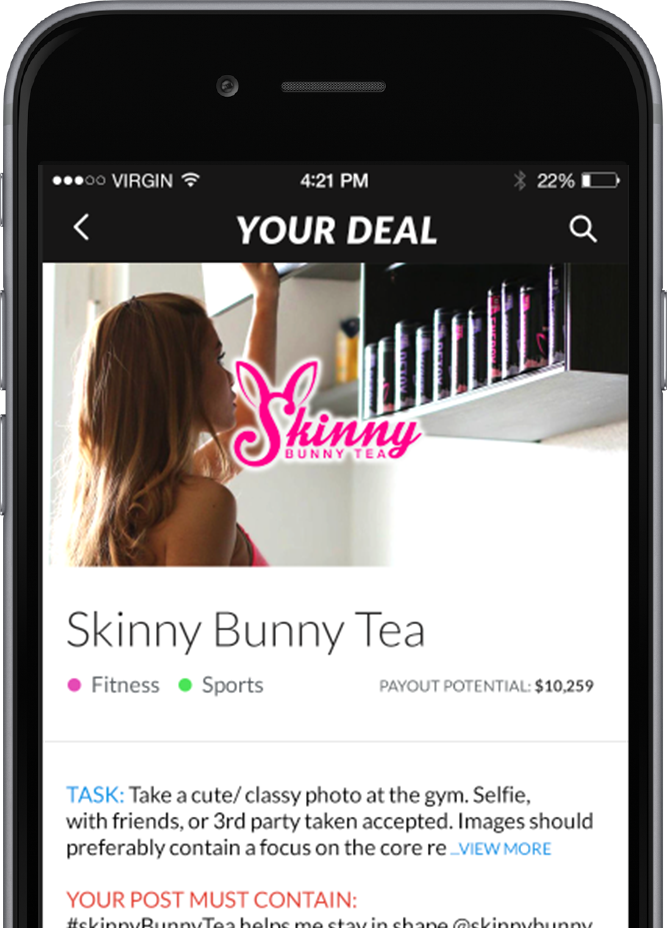 VIRGIN
4:21 PM
22%
YOUR DEAL
Skinny
BUNNY TEA
Skinny Bunny Tea
Fitness
Sports
PAYOUT POTENTIAL: $10,259
TASK: Take a cute/ classy photo at the gym. Selfie,
with friends, or 3rd party taken accepted. Images should
preferably contain a focus on the core re ...VIEW MORE
YOUR POST MUST CONTAIN:
#skinnyBunnyTea helps me stay in shape @skinnybunny